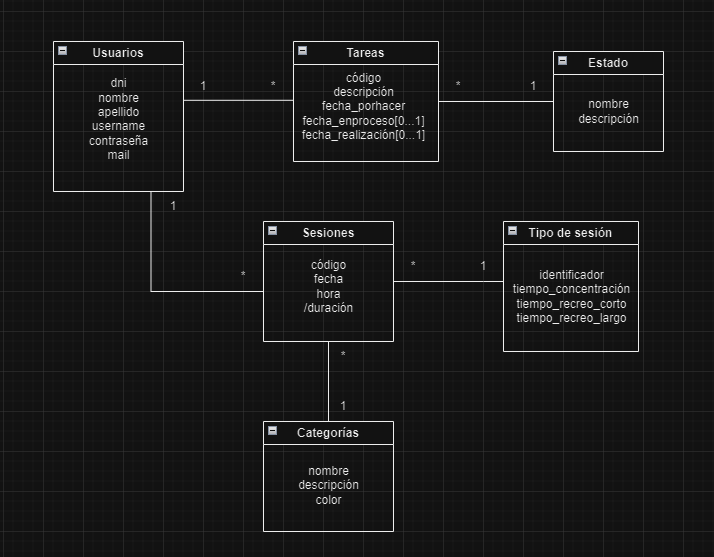 Usuarios
dni
nombre
apellido
username
contraseña
mail
1
*
Tareas
código
descripción
fecha_porhacer
fecha_enproceso[0...1]
fecha_realización[0...1]
*
1
Estado
nombre
descripción
1
*
Sesiones
código
fecha
hora
/duración
*
1
Tipo de sesión
identificador
tiempo_concentración
tiempo_recreo_corto
tiempo_recreo_largo
*
1
Categorías
nombre
descripción
color